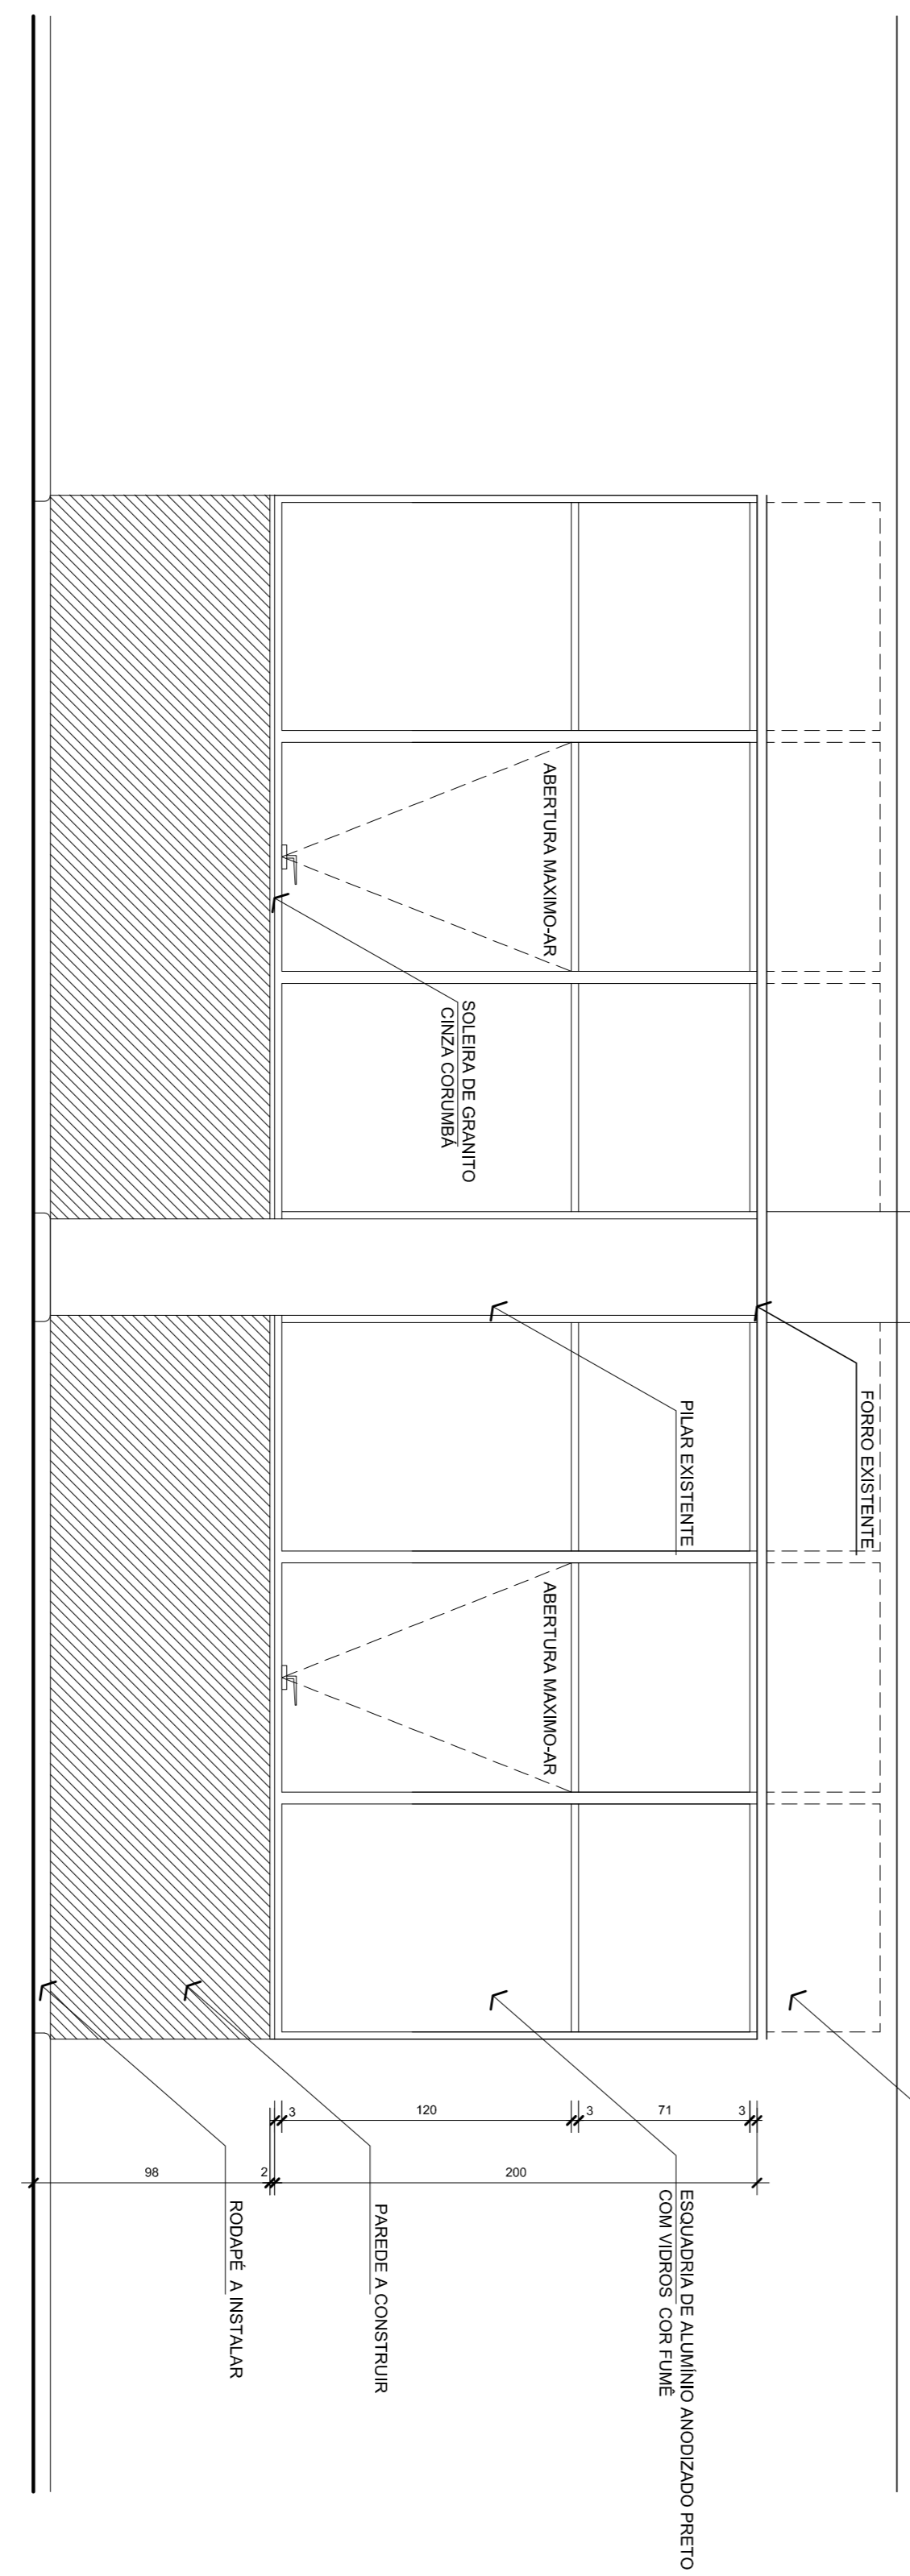 FORRO EXISTENTE
PILAR EXISTENTE
ABERTURA MAXIMO-AR
ABERTURA MAXIMO-AR
SOLEIRA DE GRANITO
CINZA CORUMBÁ
ESQUADRIA DE ALUMÍNIO ANODIZADO PRETO
COM VIDROS COR FUMÊ
PAREDE A CONSTRUIR
RODAPÉ A INSTALAR
3
71
3
120
3
200
2
98